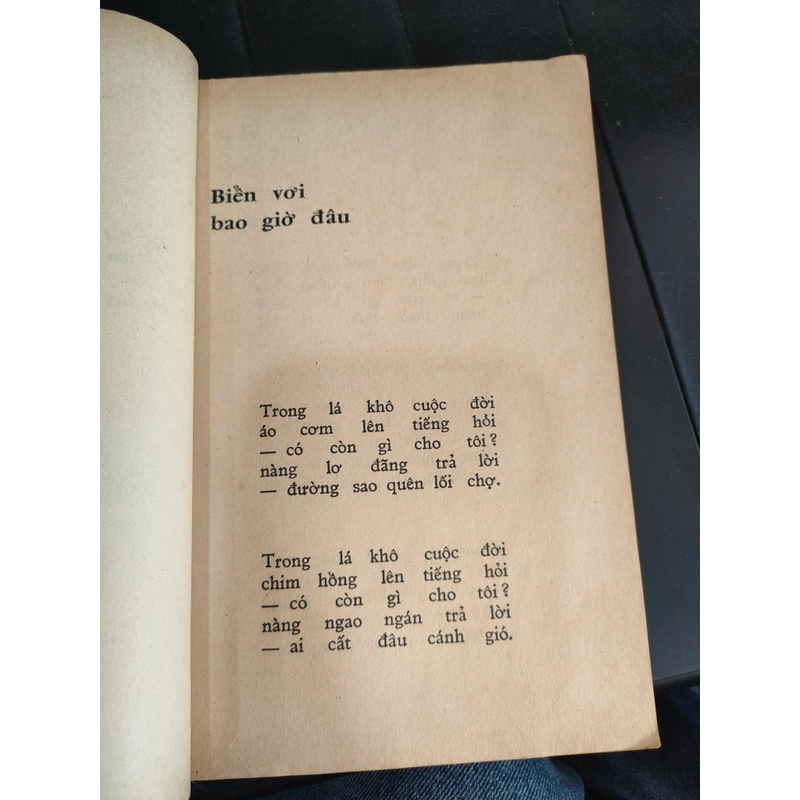 Biển vơi
bao giờ đâu
Trong lá khô cuộc đời
áo cơm lên tiếng hỏi
— có còn gì cho tôi?
nàng lơ đãng trả lời
— đường sao quên lối chợ.
Trong lá khô cuộc đời
chim hồng lên tiếng hỏi
— có còn gì cho tôi?
nàng ngao ngán trả lời
— ai cất đâu cánh gió.